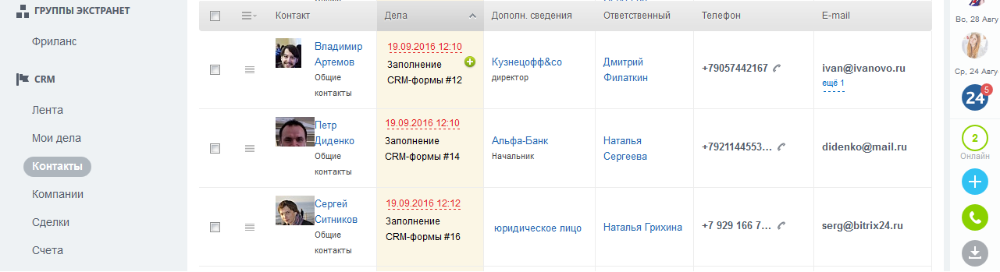 ГРУППЫ ЭКСТРАНЕТ
Фриланс
CRM
Лента
Мои дела
Контакты
Компании
Сделки
Счета
Контакт
Дела
Дополн. сведения
Ответственный
Телефон
E-mail
Владимир
Артемов
Общие
контакты
19.09.2016 12:10
Заполнение
CRM-формы #12
Кузнецофф&со
директор
Дмитрий
Филаткин
+79057442167
ivan@ivanovo.ru
ещё 1
Петр
Диденко
Общие
контакты
19.09.2016 12:10
Заполнение
CRM-формы #14
Альфа-Банк
Начальник
Наталья
Сергеева
+7921144553...
didenko@mail.ru
Сергей
Ситников
Общие
контакты
19.09.2016 12:12
Заполнение
CRM-формы #16
юридическое лицо
Наталья Грихина
+7 929 166 7...
serg@bitrix24.ru
Вс, 28 Авгу
Ср, 24 Авгу
24
5
2
Онлайн